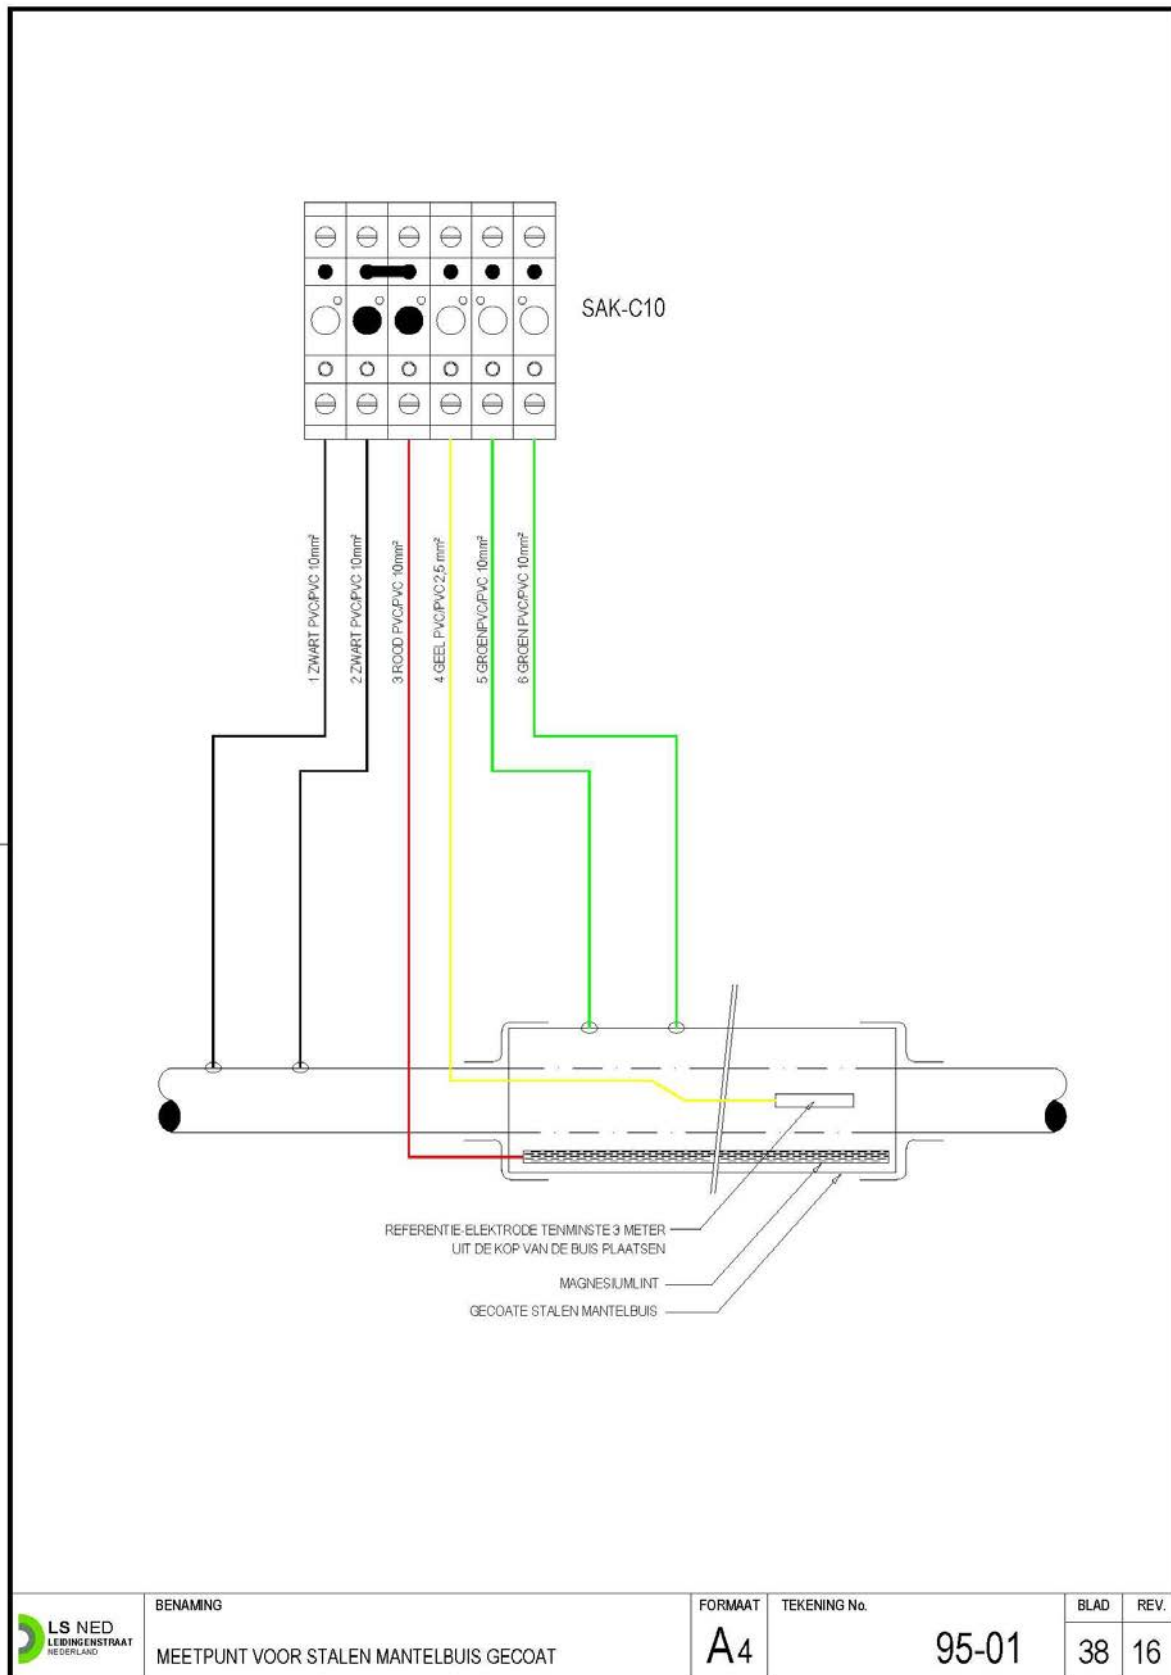 SAK-C10
1 ZWART PVC/PVC 10mm²
2 ZWART PVC/PVC 10mm²
3 ROOD PVC/PVC 10mm²
4 GEEL PVC/PVC 2,5 mm²
5 GROENPVC/PVC 10mm²
6 GROEN PVC/PVC 10mm²
REFERENTIE-ELEKTRODE TENMINSTE 3 METER
UIT DE KOP VAN DE BUIS PLAATSEN
MAGNESIUMLINT
GECOATE STALEN MANTELBUIS
LS NED
LEIDINGENSTRAAT
NEDERLAND
BENAMING
MEETPUNT VOOR STALEN MANTELBUIS GECOAT
FORMAAT
A4
TEKENING No.
95-01
BLAD
38
REV.
16